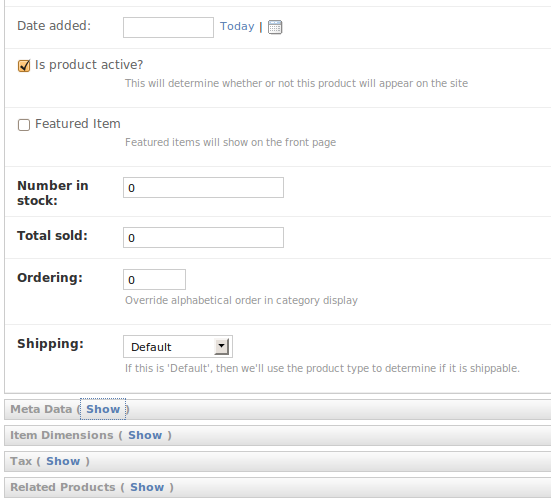 Date added: Today |
Is product active?
This will determine whether or not this product will appear on the site
Featured Item
Featured items will show on the front page
Number in
stock: 0
Total sold: 0
Ordering: 0
Override alphabetical order in category display
Shipping: Default
If this is 'Default', then we'll use the product type to determine if it is shippable.
Meta Data ( Show )
Item Dimensions ( Show )
Tax ( Show )
Related Products ( Show )